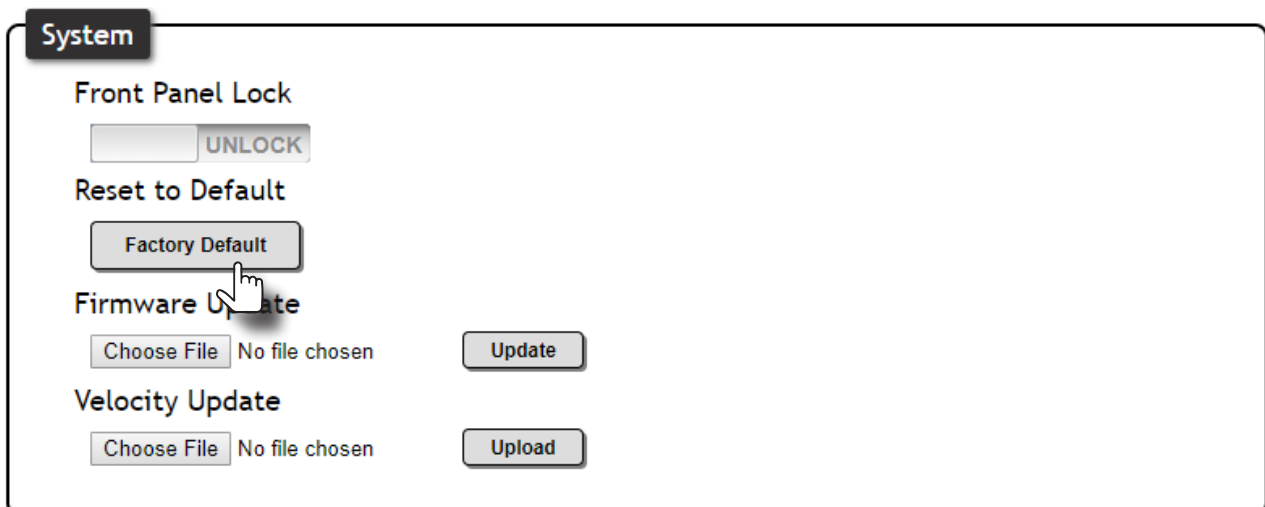 System
Front Panel Lock
UNLOCK
Reset to Default
Factory Default
Firmware Update
Choose File No file chosen Update
Velocity Update
Choose File No file chosen Upload